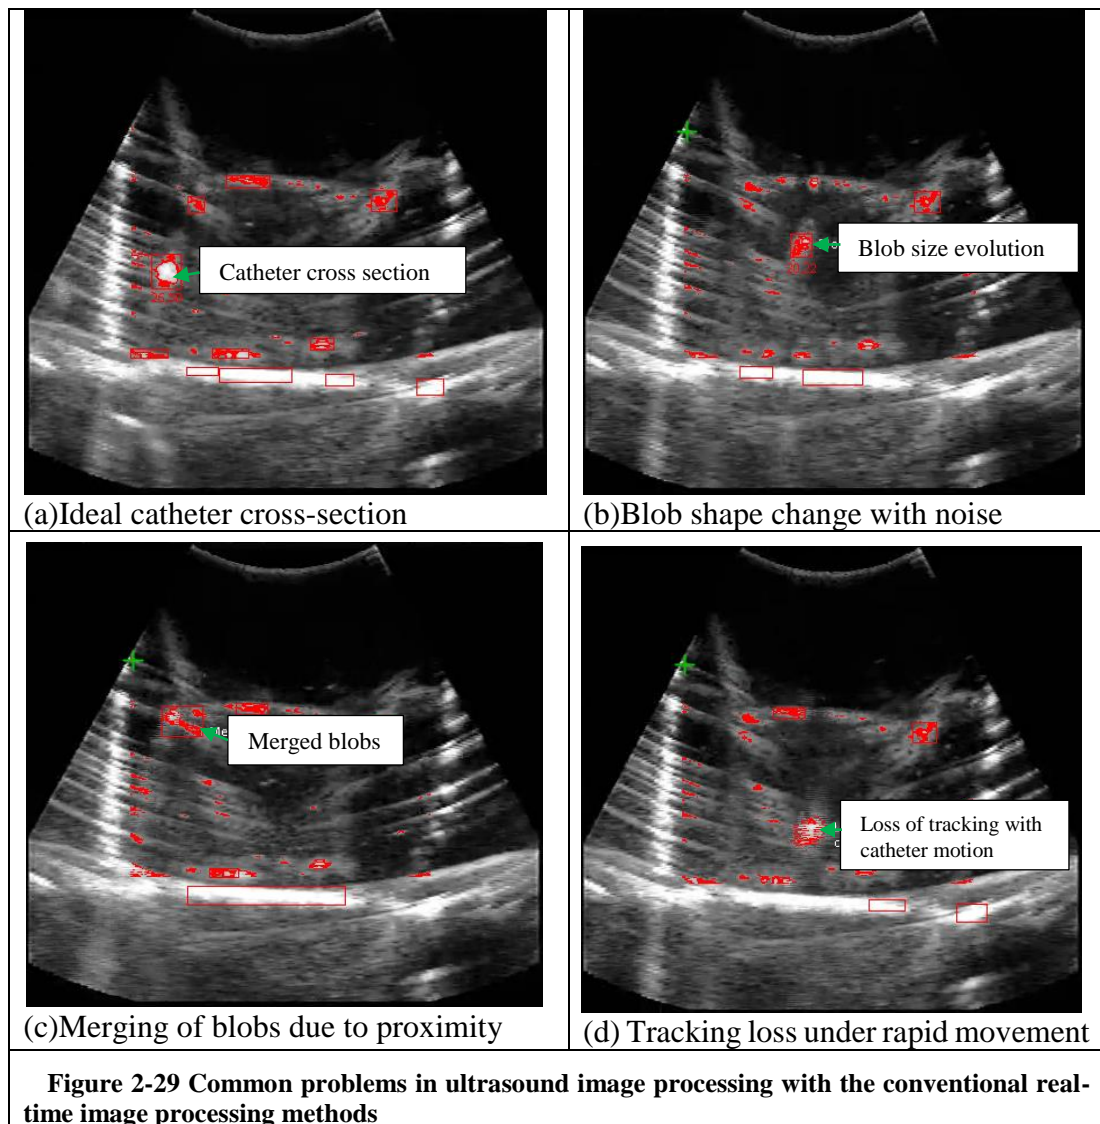 Catheter cross section
(a)Ideal catheter cross-section
Blob size evolution
(b)Blob shape change with noise
Merged blobs
(c)Merging of blobs due to proximity
Loss of tracking with
catheter motion
(d) Tracking loss under rapid movement
Figure 2-29 Common problems in ultrasound image processing with the conventional real-
time image processing methods